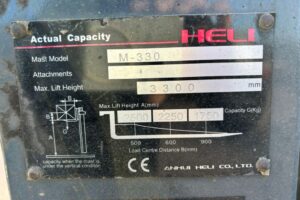 Actual Capacity HELI
Mast Model M-330
Attachments
Max. Lift Height 3300 mm
Max. Lift Height A(mm) Capacity C(Kg)
2500 2250 1750
500 600 900
Load Centre Distance B(mm)
capacity when the mast is
under the vertical condition
CE ANHUI HELI CO., LTD.